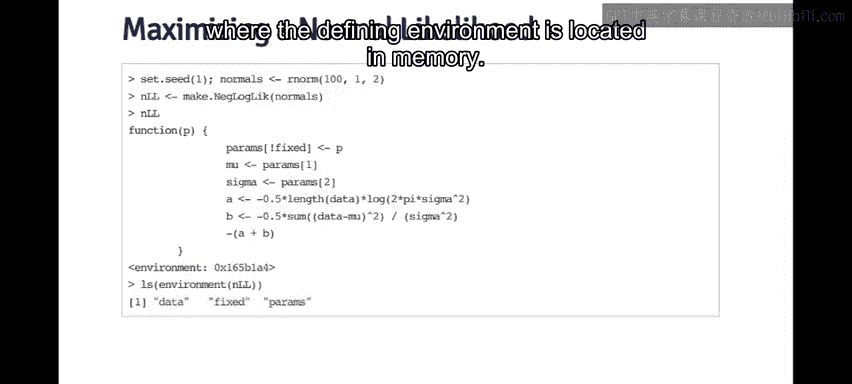 where the defining environment is located
in memory.
> set.seed(1); normals <- rnorm(100, 1, 2)
> nLL <- make.NegLogLik(normals)
> nLL
function(p) {
params[!fixed] <- p
mu <- params[1]
sigma <- params[2]
a <- -0.5*length(data)*log(2*pi*sigma^2)
b <- -0.5*sum((data-mu)^2) / (sigma^2)
-(a + b)
}
<environment: 0x165b1a4>
> ls(environment(nLL))
[1] "data" "fixed" "params"